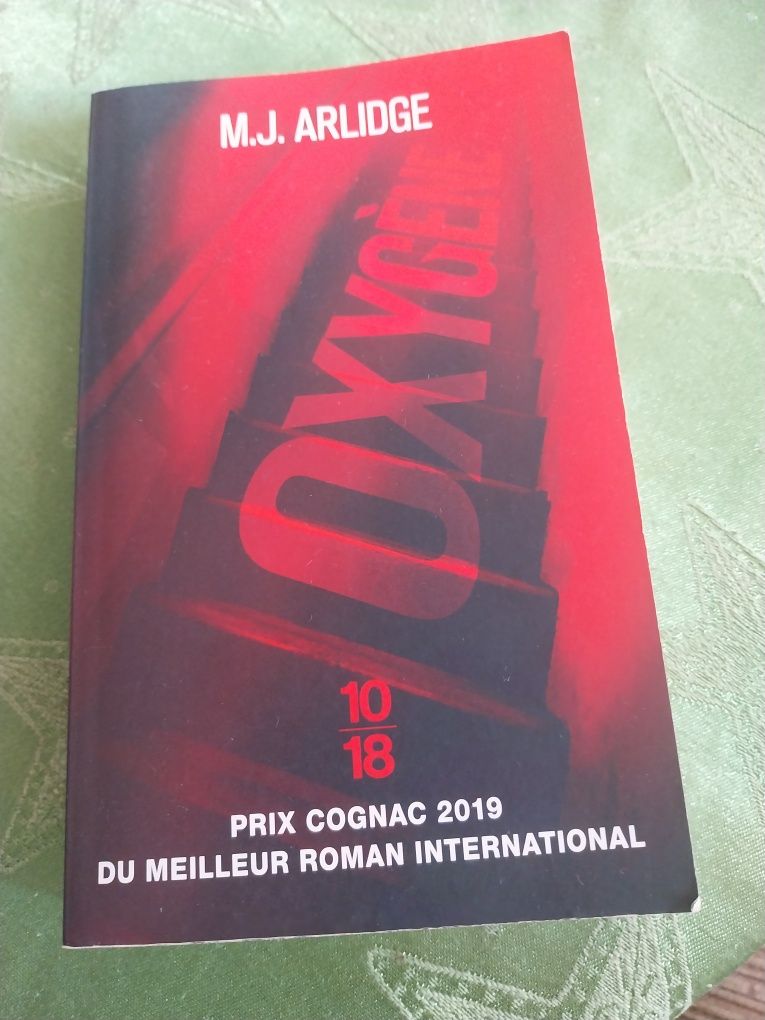 M.J. ARLIDGE
OXYGÈNE
10
18
PRIX COGNAC 2019
DU MEILLEUR ROMAN INTERNATIONAL